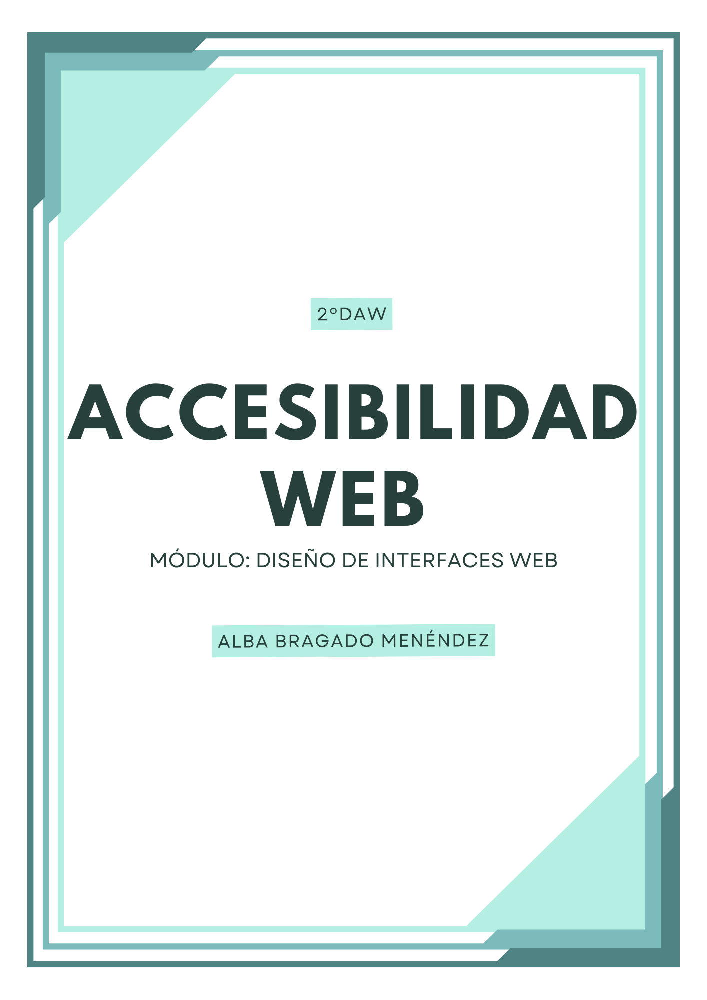 2ºDAW
ACCESIBILIDAD
WEB
MÓDULO: DISEÑO DE INTERFACES WEB
ALBA BRAGADO MENÉNDEZ